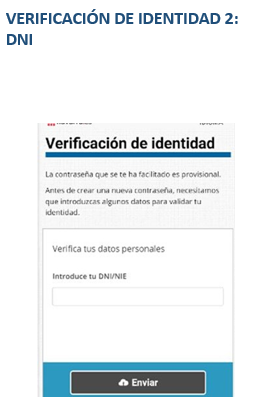 VERIFICACIÓN DE IDENTIDAD 2:
DNI
Verificación de identidad
La contraseña que se te ha facilitado es provisional.
Antes de crear una nueva contraseña, necesitamos
que introduzcas algunos datos para validar tu
identidad.
Verifica tus datos personales
Introduce tu DNI/NIE
Enviar